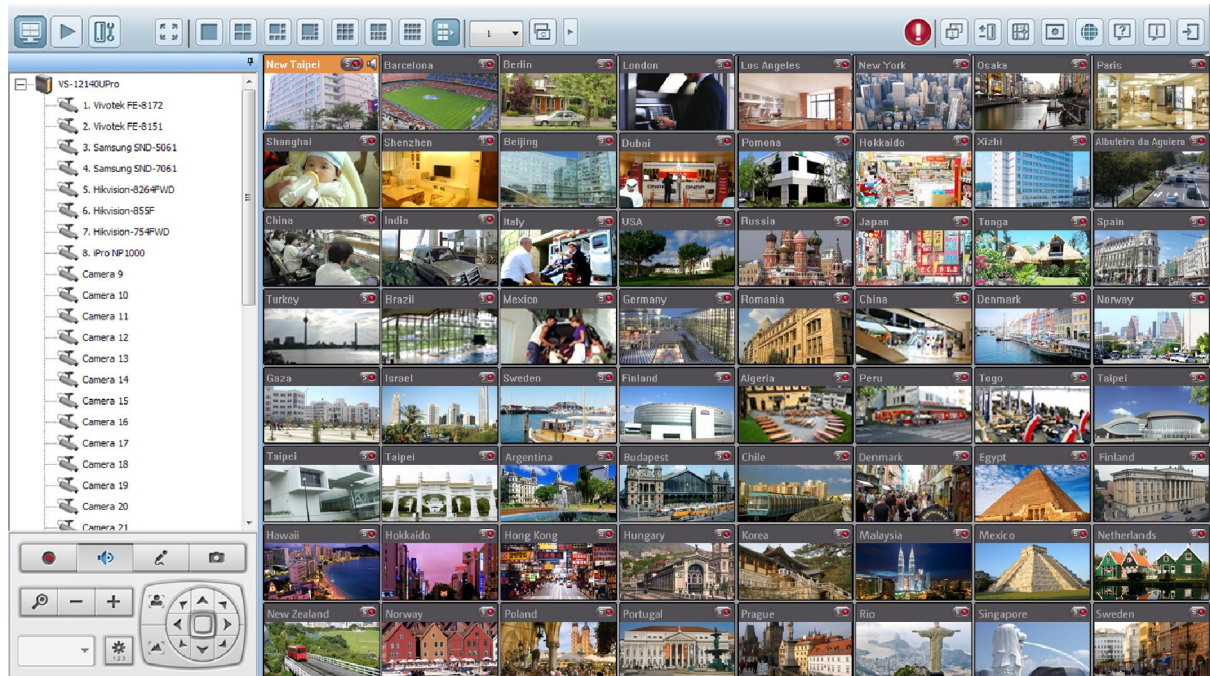 1
New Taipei Barcelona Berlin London Los Angeles New York Osaka Paris
VS-12140UPro
1. Vivotek FE-8172
2. Vivotek FE-8151
3. Samsung SND-5061
4. Samsung SND-7061
5. Hikvision-8264FWD
6. Hikvision-855F
7. Hikvision-754FWD
8. iPro NP1000
Camera 9
Camera 10
Camera 11
Camera 12
Camera 13
Camera 14
Camera 15
Camera 16
Camera 17
Camera 18
Camera 19
Camera 20
Camera 21
Shanghai Shenzhen Beijing Dubai Pomona Hokkaido Xizhi Albufeira da Aguiera
China India Italy USA Russia Japan Tonga Spain
Turkey Brazil Mexico Germany Romania China Denmark Norway
Gaza Israel Sweden Finland Algeria Peru Togo Taipei
Taipei Taipei Argentina Budapest Chile Denmark Egypt Finland
Hawaii Hokkaido Hong Kong Hungary Korea Malaysia Mexico Netherlands
New Zealand Norway Poland Portugal Prague Rio Singapore Sweden
123